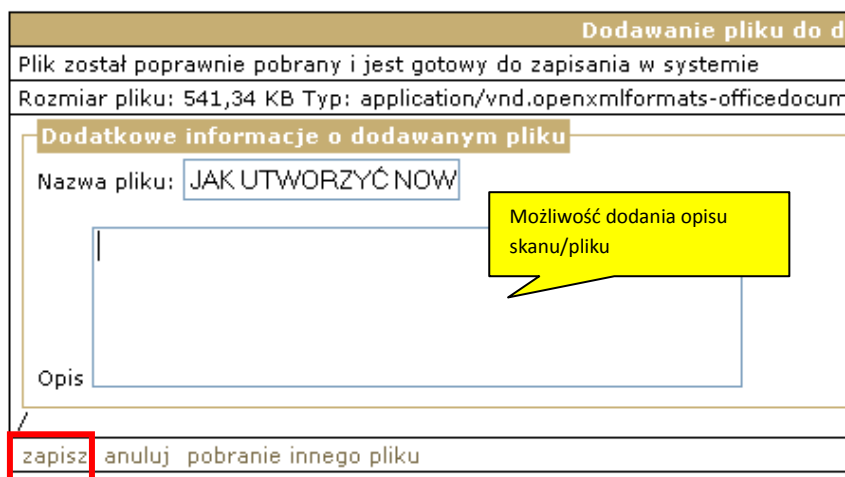 Dodawanie pliku do d
Plik został poprawnie pobrany i jest gotowy do zapisania w systemie
Rozmiar pliku: 541,34 KB Typ: application/vnd.openxmlformats-officedocum
Dodatkowe informacje o dodawanym pliku
Nazwa pliku: JAK UTWORZYĆ NOW
Możliwość dodania opisu
skanu/pliku
Opis
/
zapisz anuluj pobranie innego pliku